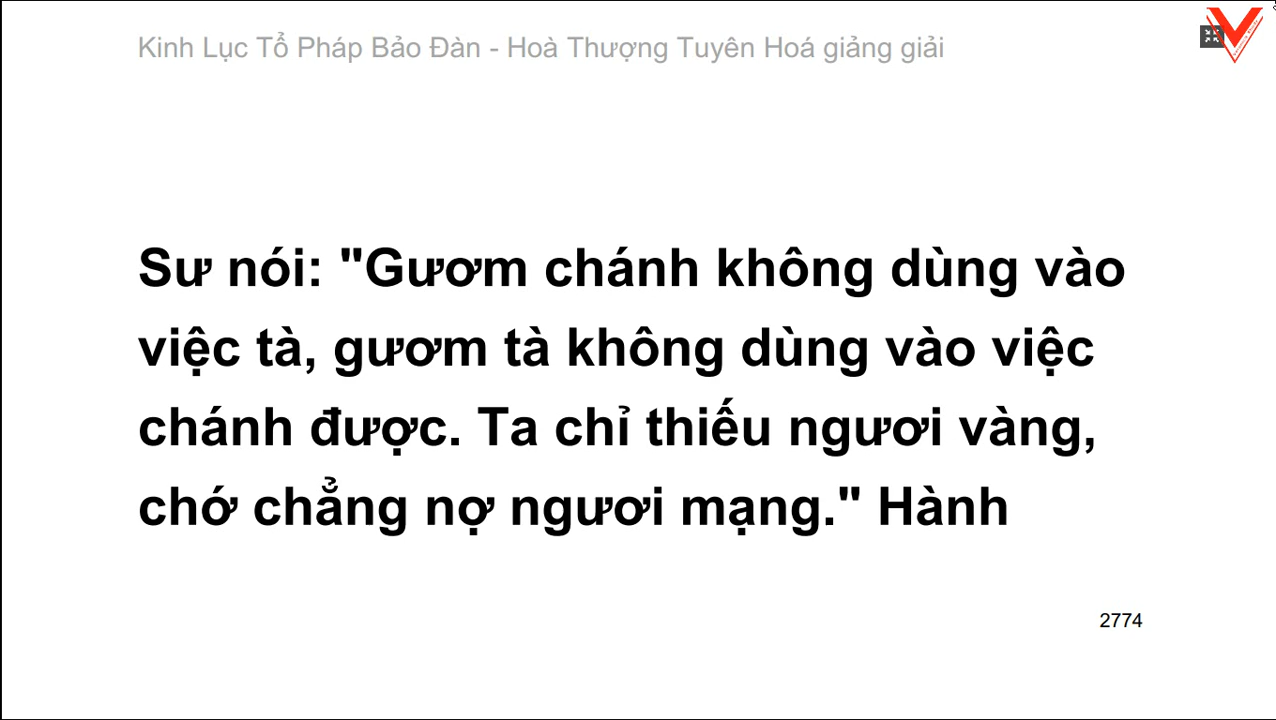 Kinh Lục Tổ Pháp Bảo Đàn - Hoà Thượng Tuyên Hoá giảng giải
Sư nói: "Gươm chánh không dùng vào
việc tà, gươm tà không dùng vào việc
chánh được. Ta chỉ thiếu ngươi vàng,
chớ chẳng nợ ngươi mạng." Hành
2774